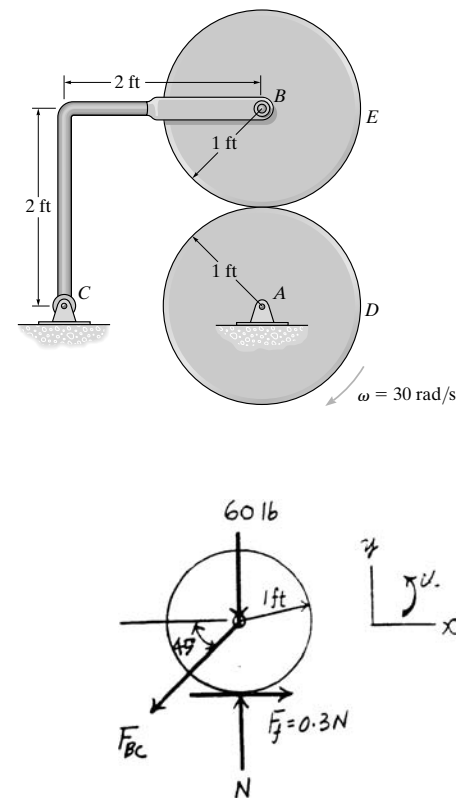 2 ft
B
E
1 ft
2 ft
1 ft
C
A
D
ω = 30 rad/s
60 lb
y
1ft
x
45°
F_BC
F_f=0.3N
N